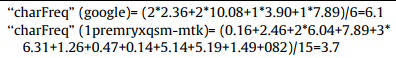 “charFreq” (google)= (2*2.36+2*10.08+1*3.90+1*7.89)/6=6.1
“charFreq” (1premryxqsm-mtk)= (0.16+2.46+2*6.04+7.89+3*
6.31+1.26+0.47+0.14+5.14+5.19+1.49+082)/15=3.7